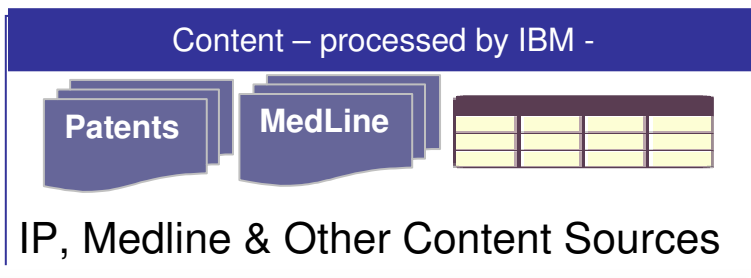 Content – processed by IBM -
Patents
MedLine
IP, Medline & Other Content Sources